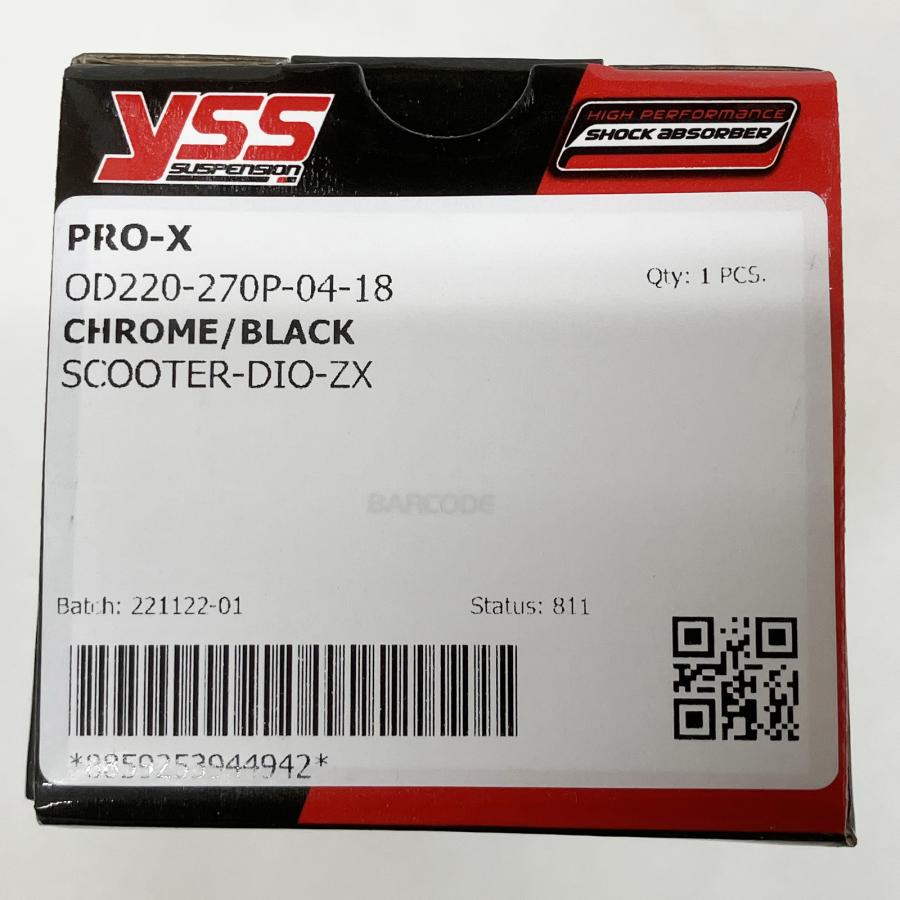 YSS
SUSPENSION
HIGH PERFORMANCE
SHOCK ABSORBER
PRO-X
OD220-270P-04-18
Qty: 1 PCS.
CHROME/BLACK
SCOOTER-DIO-ZX
BARCODE
Batch: 221122-01
Status: 811
*8859253944942*